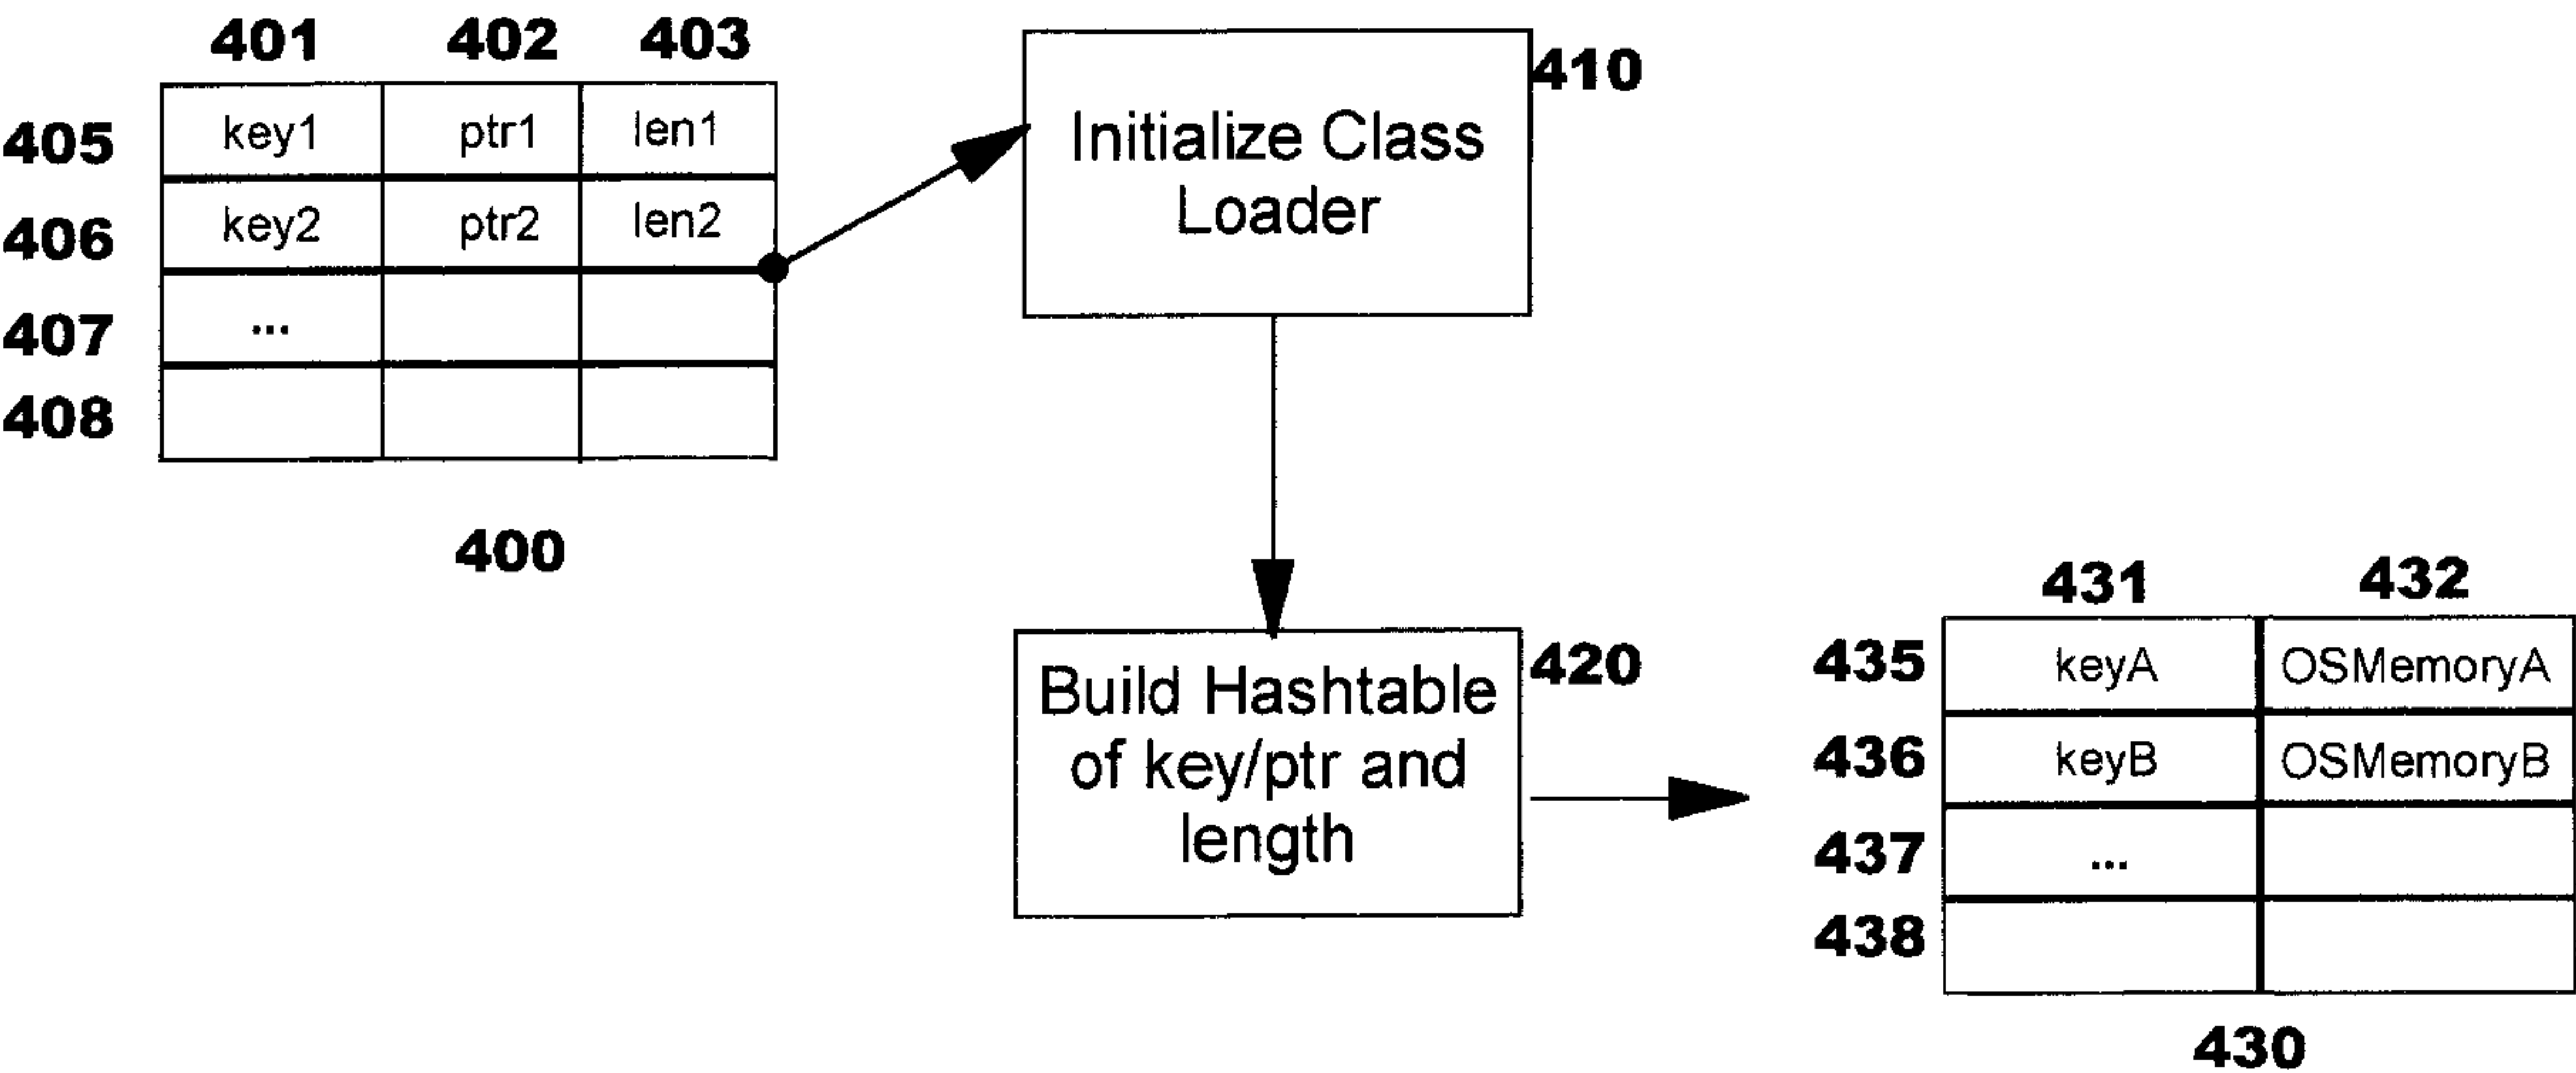 401 402 403
405 key1 ptr1 len1
406 key2 ptr2 len2
407 ...
408
400
Initialize Class
Loader
410
Build Hashtable
of key/ptr and
length
420
431 432
435 keyA OSMemoryA
436 keyB OSMemoryB
437 ...
438
430